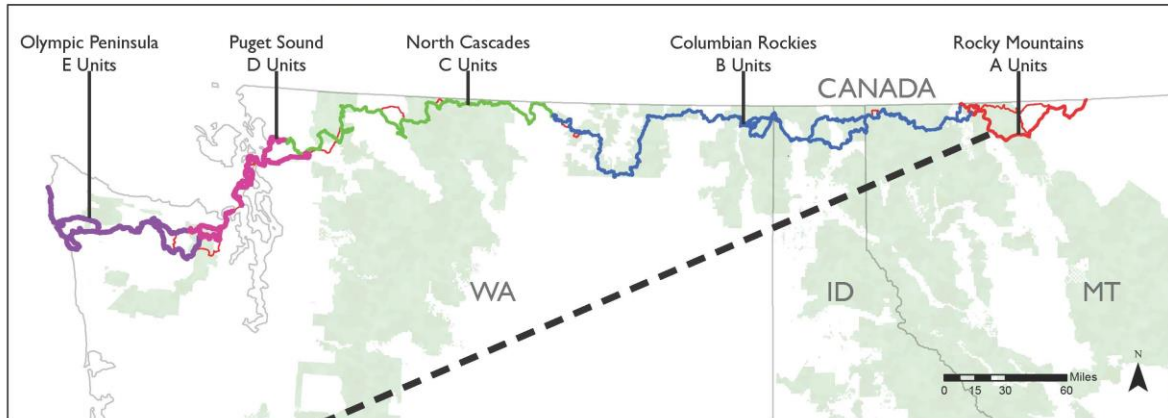 Olympic Peninsula
E Units
Puget Sound
D Units
North Cascades
C Units
Columbian Rockies
B Units
Rocky Mountains
A Units
CANADA
WA
ID
MT
N
Miles
0 15 30 60